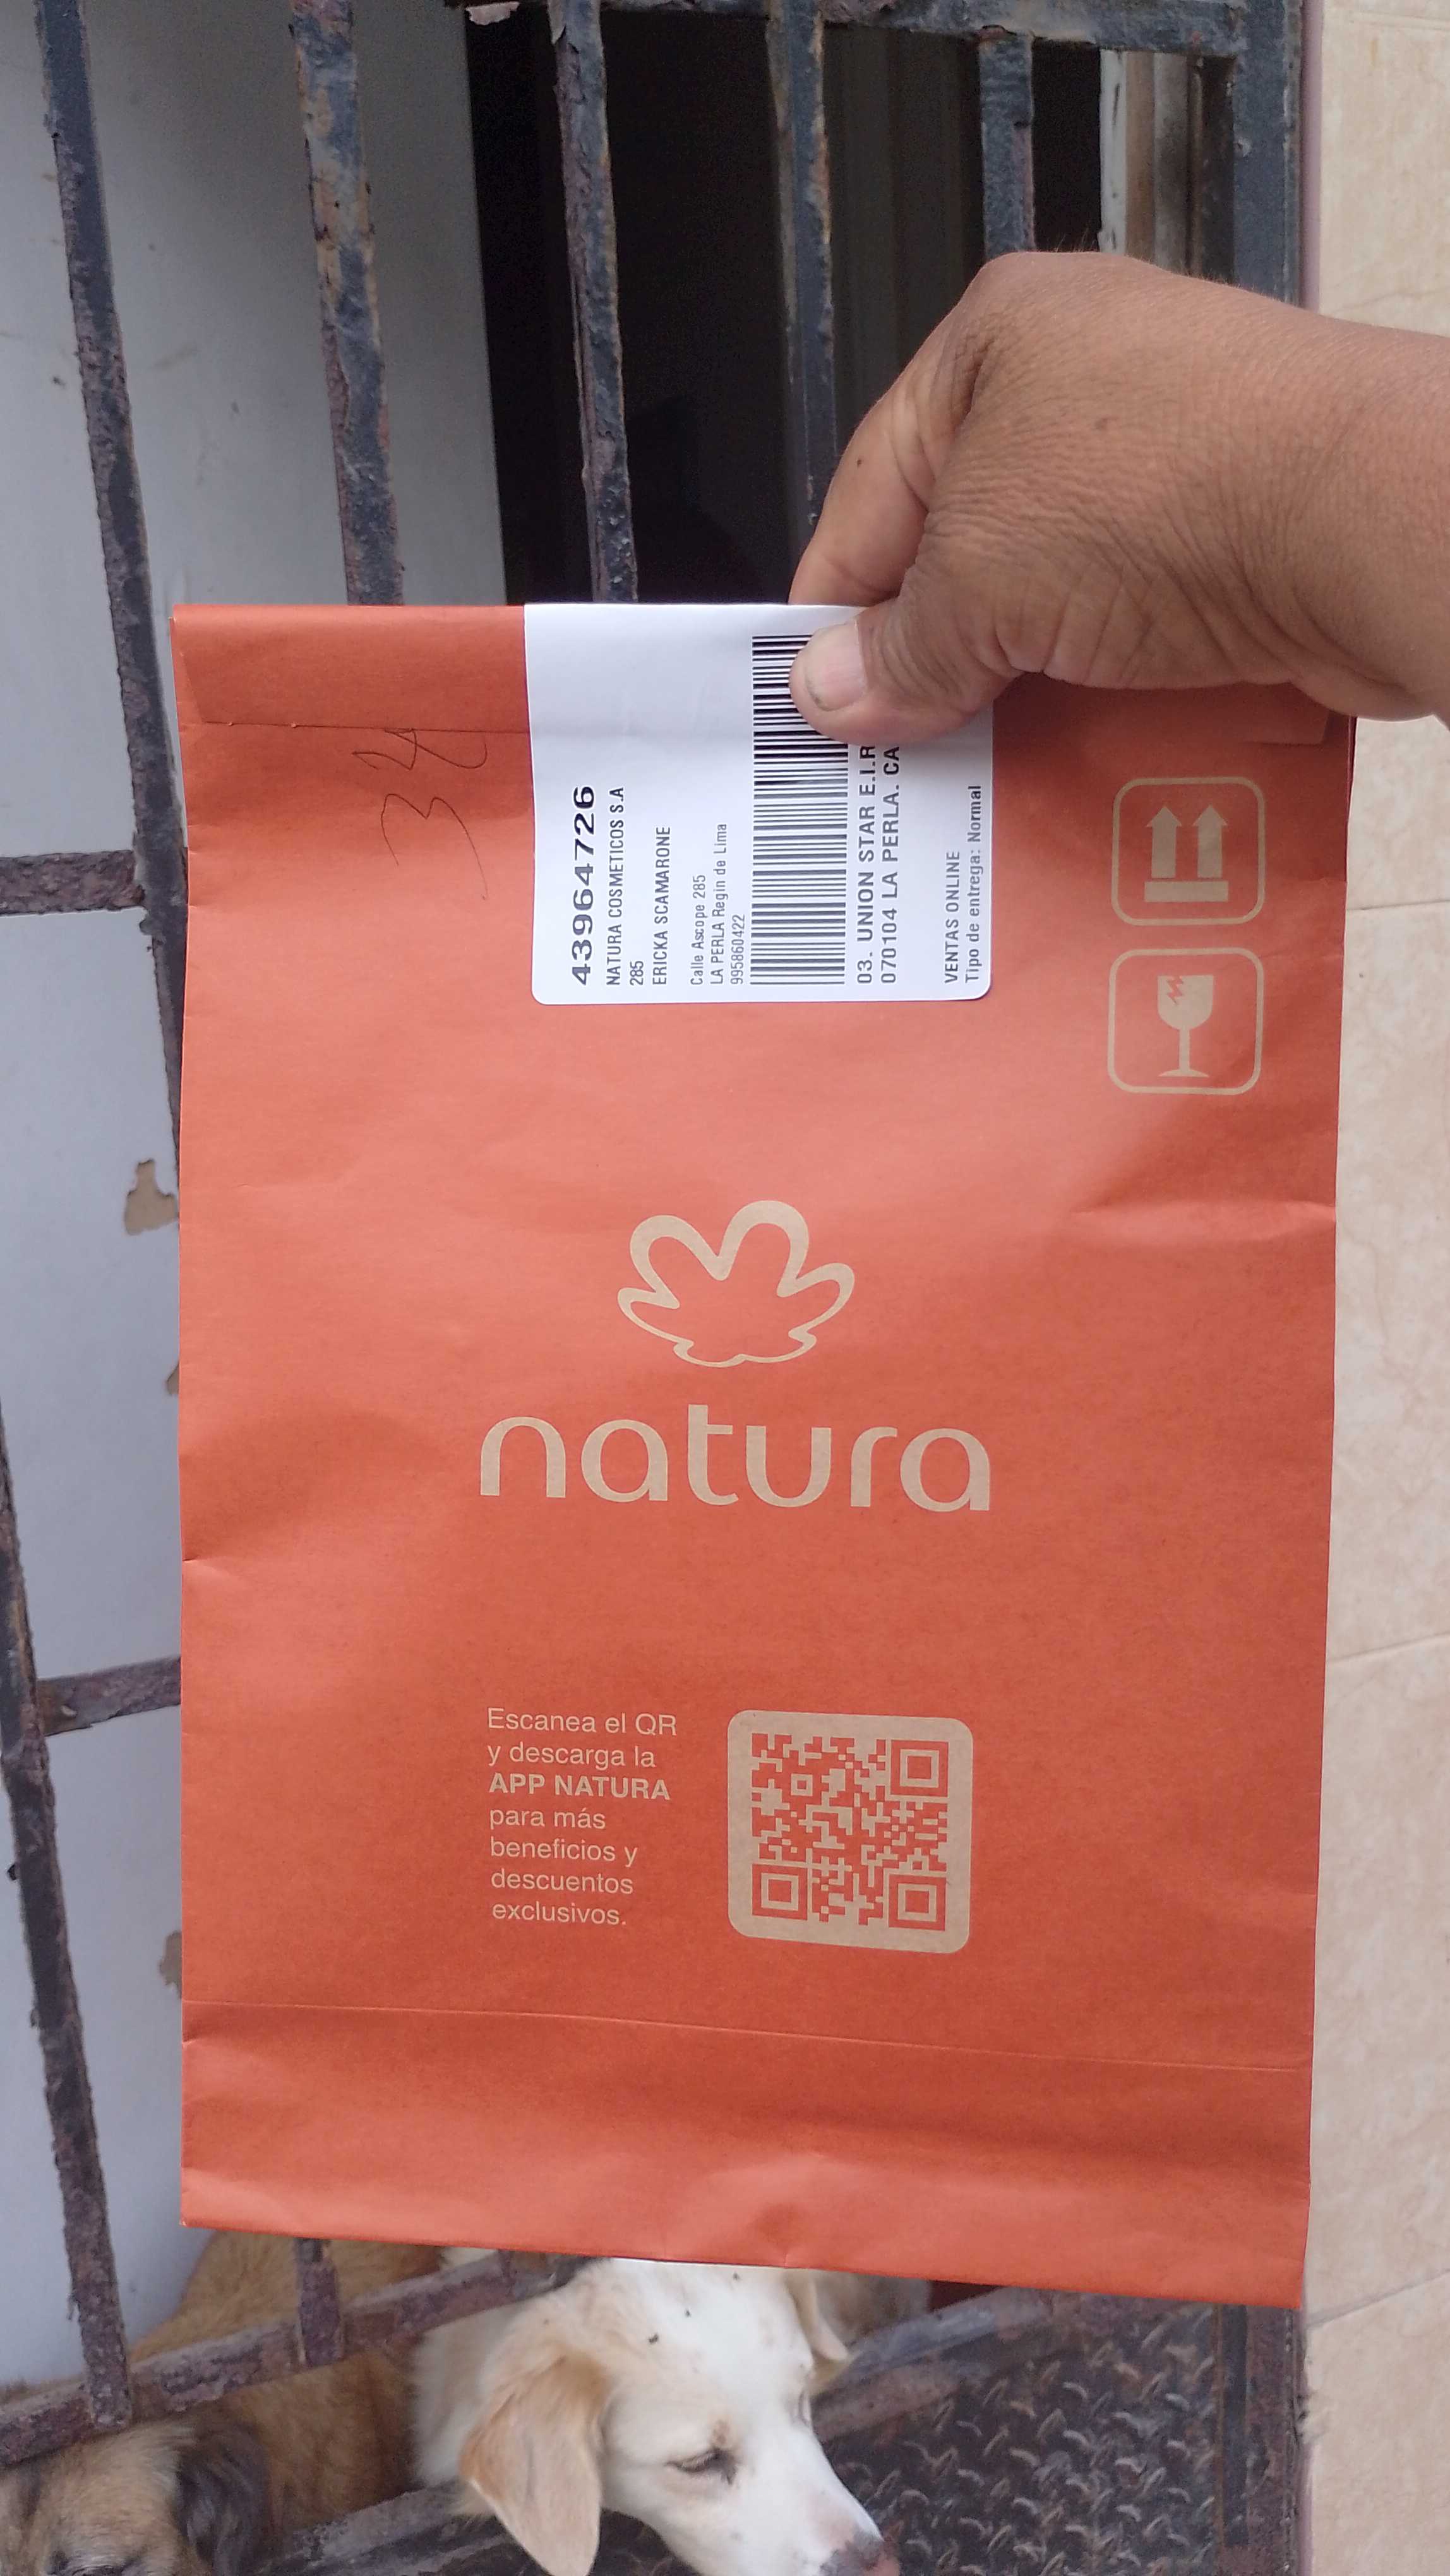 34
43964726
NATURA COSMETICOS S.A
285
ERICKA SCAMARONE
Calle Ascope 285
LA PERLA Regin de Lima
995860422
03. UNION STAR E.I.R
070104 LA PERLA. CA
VENTAS ONLINE
Tipo de entrega: Normal
natura
Escanea el QR
y descarga la
APP NATURA
para más
beneficios y
descuentos
exclusivos.